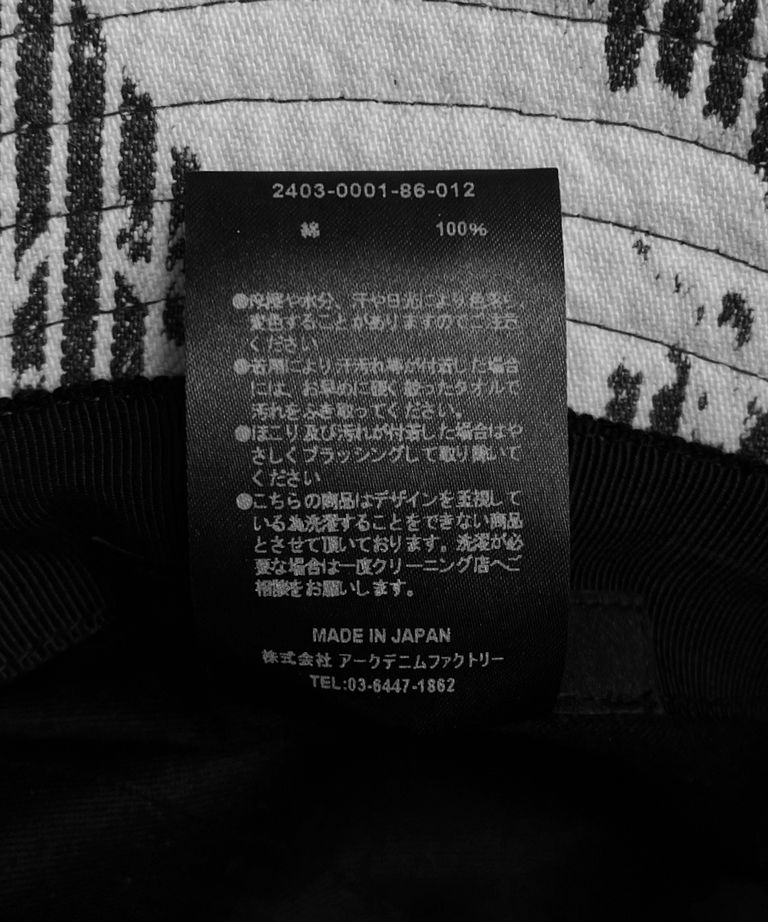 2403-0001-86-012
綿 100%
●摩擦や水分、汗や日光により色落ち、
変色することがありますのでご注意
ください
●着用により汗汚れ等が付着した場合
には、お早めに硬く絞ったタオルで
汚れをふき取ってください。
●ほこり及び汚れが付着した場合はや
さしくブラッシングして取り除いて
ください
●こちらの商品はデザインを重視して
いる為洗濯することをできない商品
とさせて頂いております。洗濯が必
要な場合は一度クリーニング店へご
相談をお願いします。
MADE IN JAPAN
株式会社 アークデニムファクトリー
TEL:03-6447-1862